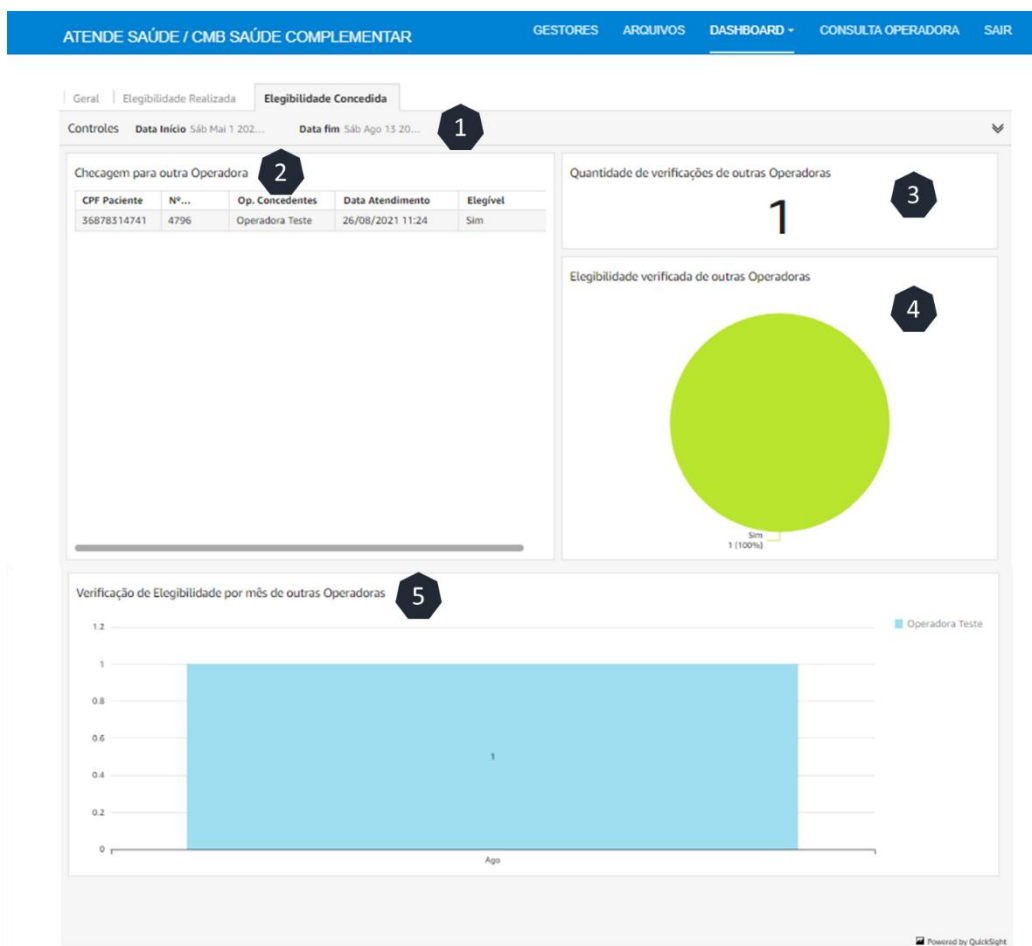 ATENDE SAÚDE / CMB SAÚDE COMPLEMENTAR GESTORES ARQUIVOS DASHBOARD CONSULTA OPERADORA SAIR
Geral Elegibilidade Realizada Elegibilidade Concedida
Controles Data Início Sáb Mai 1 202... Data fim Sáb Ago 13 20... 1
Checagem para outra Operadora 2
CPF Paciente Nº... Op. Concedentes Data Atendimento Elegível
36878314741 4796 Operadora Teste 26/08/2021 11:24 Sim
Quantidade de verificações de outras Operadoras 3
1
Elegibilidade verificada de outras Operadoras
4
Sim
1 (100%)
Verificação de Elegibilidade por mês de outras Operadoras 5
Operadora Teste
1.2
1
0.8
0.6
0.4
0.2
0
1
Ago
Powered by QuickSight